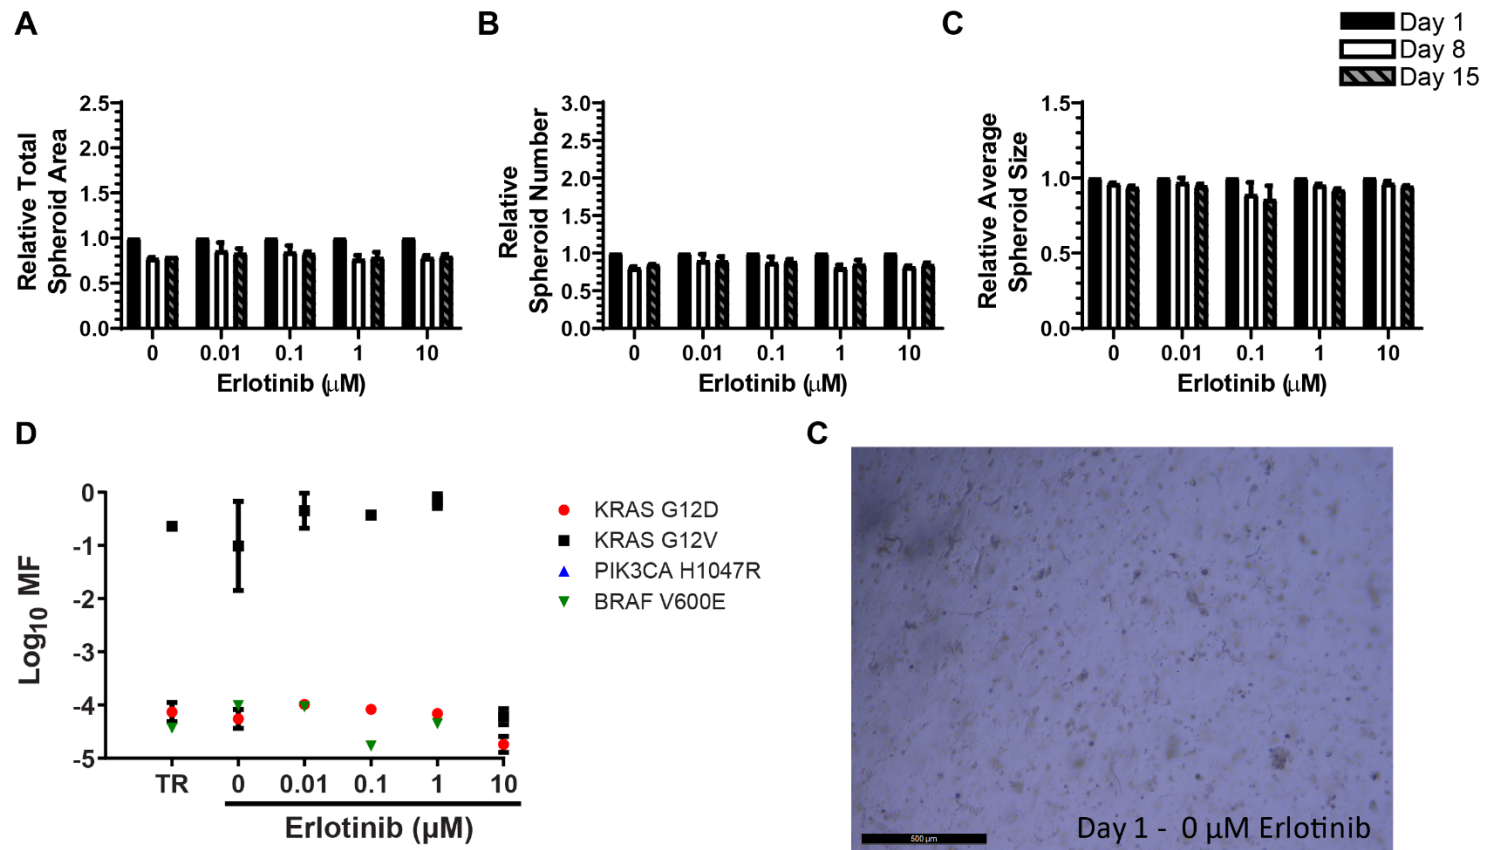 A
B
C
Day 1
Day 8
Day 15
Relative Total
Spheroid Area
2.5
2.0
1.5
1.0
0.5
0.0
0
0.01
0.1
1
10
Erlotinib (μM)
Relative
Spheroid Number
3.0
2.5
2.0
1.5
1.0
0.5
0.0
0
0.01
0.1
1
10
Erlotinib (μM)
Relative Average
Spheroid Size
1.5
1.0
0.5
0.0
0
0.01
0.1
1
10
Erlotinib (μM)
D
Log10 MF
0
-1
-2
-3
-4
-5
TR
0
0.01
0.1
1
10
Erlotinib (μM)
KRAS G12D
KRAS G12V
PIK3CA H1047R
BRAF V600E
C
500 μm
Day 1 - 0 μM Erlotinib